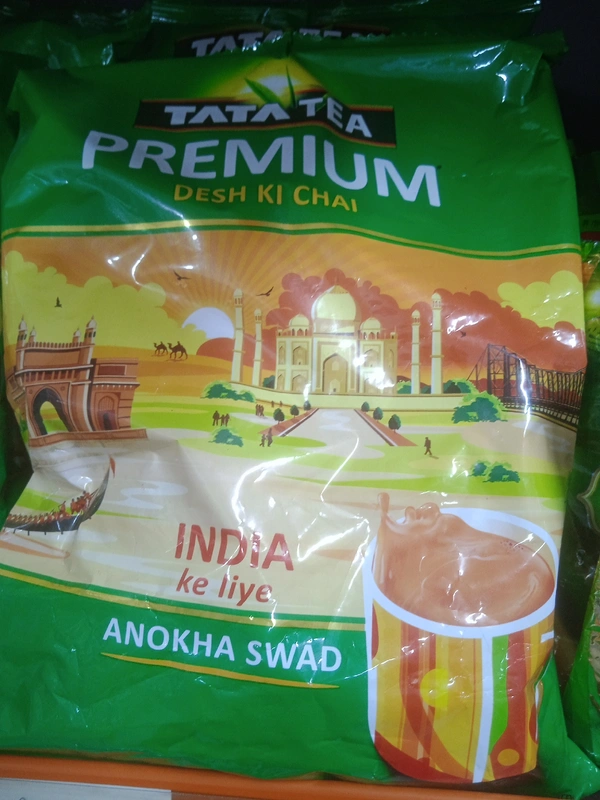 TATA TEA
TATA TEA
PREMIUM
DESH KI CHAI
INDIA
ke liye
ANOKHA SWAD